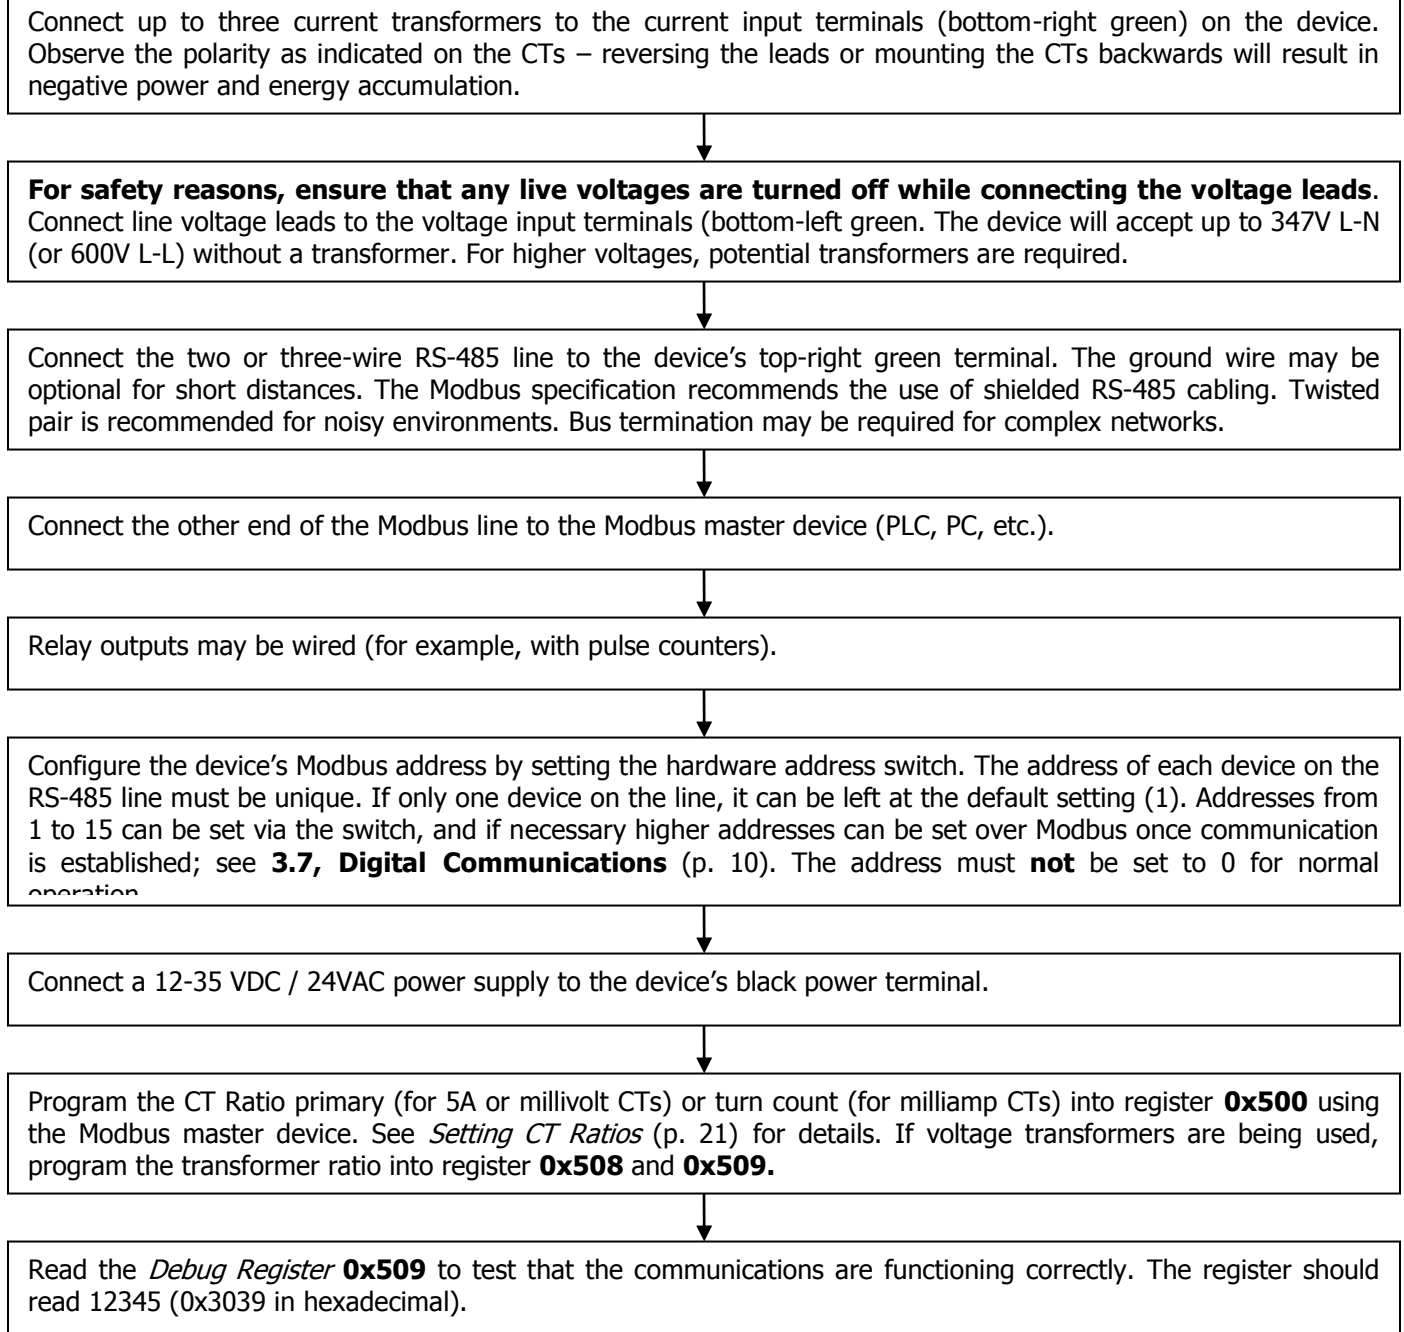 Connect up to three current transformers to the current input terminals (bottom-right green) on the device.
Observe the polarity as indicated on the CTs – reversing the leads or mounting the CTs backwards will result in
negative power and energy accumulation.
For safety reasons, ensure that any live voltages are turned off while connecting the voltage leads.
Connect line voltage leads to the voltage input terminals (bottom-left green. The device will accept up to 347V L-N
(or 600V L-L) without a transformer. For higher voltages, potential transformers are required.
Connect the two or three-wire RS-485 line to the device’s top-right green terminal. The ground wire may be
optional for short distances. The Modbus specification recommends the use of shielded RS-485 cabling. Twisted
pair is recommended for noisy environments. Bus termination may be required for complex networks.
Connect the other end of the Modbus line to the Modbus master device (PLC, PC, etc.).
Relay outputs may be wired (for example, with pulse counters).
Configure the device’s Modbus address by setting the hardware address switch. The address of each device on the
RS-485 line must be unique. If only one device on the line, it can be left at the default setting (1). Addresses from
1 to 15 can be set via the switch, and if necessary higher addresses can be set over Modbus once communication
is established; see 3.7, Digital Communications (p. 10). The address must not be set to 0 for normal
operation.
Connect a 12-35 VDC / 24VAC power supply to the device’s black power terminal.
Program the CT Ratio primary (for 5A or millivolt CTs) or turn count (for milliamp CTs) into register 0x500 using
the Modbus master device. See Setting CT Ratios (p. 21) for details. If voltage transformers are being used,
program the transformer ratio into register 0x508 and 0x509.
Read the Debug Register 0x509 to test that the communications are functioning correctly. The register should
read 12345 (0x3039 in hexadecimal).